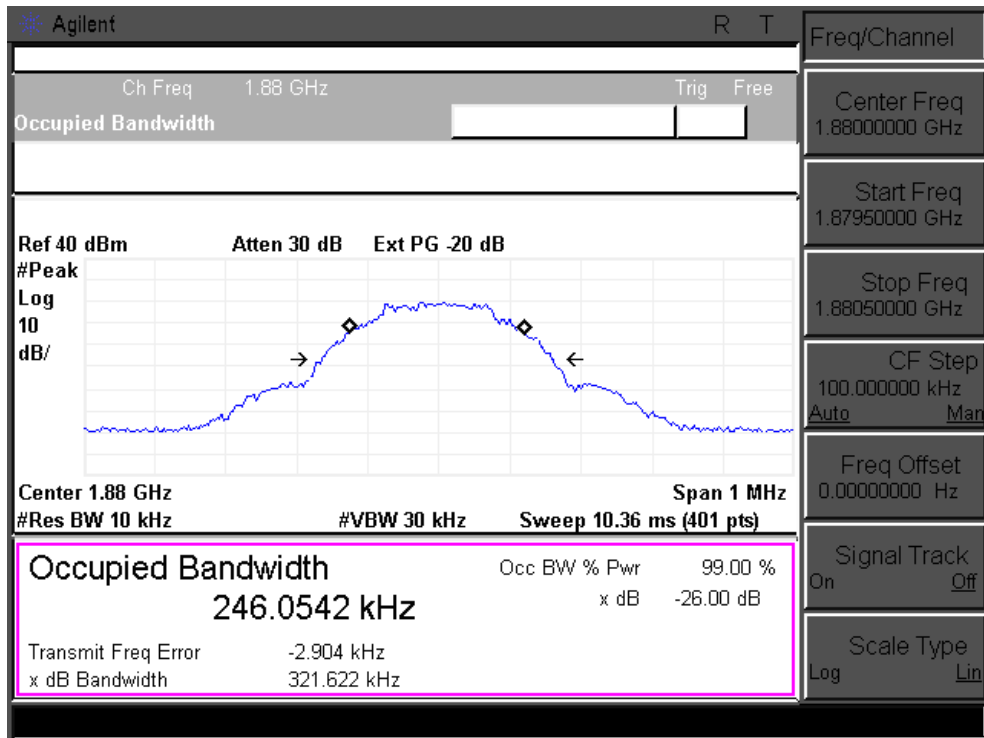 Agilent R T
Ch Freq 1.88 GHz Trig Free
Occupied Bandwidth
Ref 40 dBm Atten 30 dB Ext PG -20 dB
#Peak
Log
10
dB/
Center 1.88 GHz Span 1 MHz
#Res BW 10 kHz #VBW 30 kHz Sweep 10.36 ms (401 pts)
Occupied Bandwidth Occ BW % Pwr 99.00 %
246.0542 kHz x dB -26.00 dB
Transmit Freq Error -2.904 kHz
x dB Bandwidth 321.622 kHz
Freq/Channel
Center Freq
1.88000000 GHz
Start Freq
1.87950000 GHz
Stop Freq
1.88050000 GHz
CF Step
100.000000 kHz
Auto Man
Freq Offset
0.00000000 Hz
Signal Track
On Off
Scale Type
Log Lin